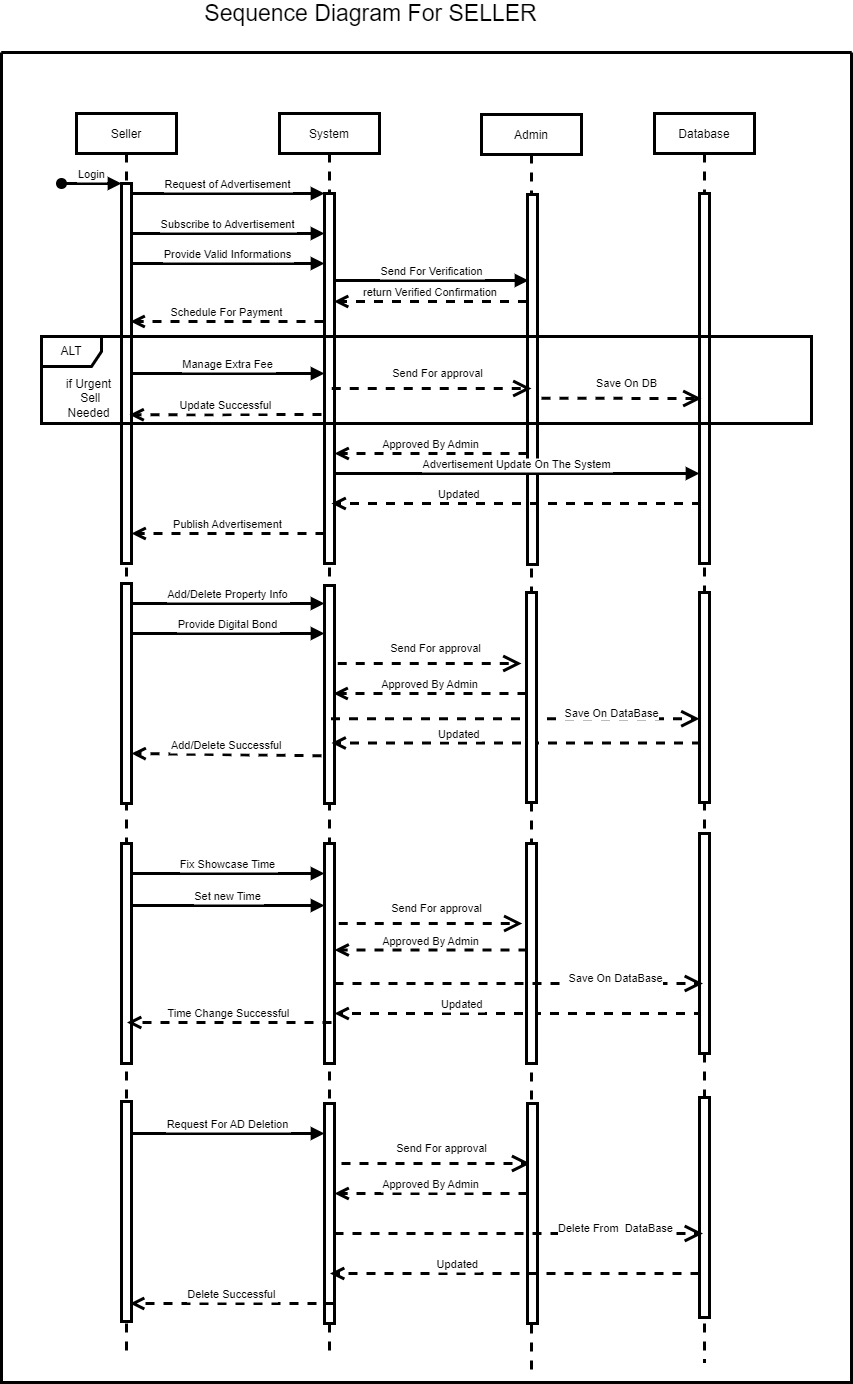 Sequence Diagram For SELLER
Seller
System
Admin
Database
Login
Request of Advertisement
Subscribe to Advertisement
Provide Valid Informations
Send For Verification
return Verified Confirmation
Schedule For Payment
ALT
if Urgent
Sell
Needed
Manage Extra Fee
Send For approval
Save On DB
Update Successful
Approved By Admin
Advertisement Update On The System
Updated
Publish Advertisement
Add/Delete Property Info
Provide Digital Bond
Send For approval
Approved By Admin
Save On DataBase
Updated
Add/Delete Successful
Fix Showcase Time
Set new Time
Send For approval
Approved By Admin
Save On DataBase
Updated
Time Change Successful
Request For AD Deletion
Send For approval
Approved By Admin
Delete From DataBase
Updated
Delete Successful